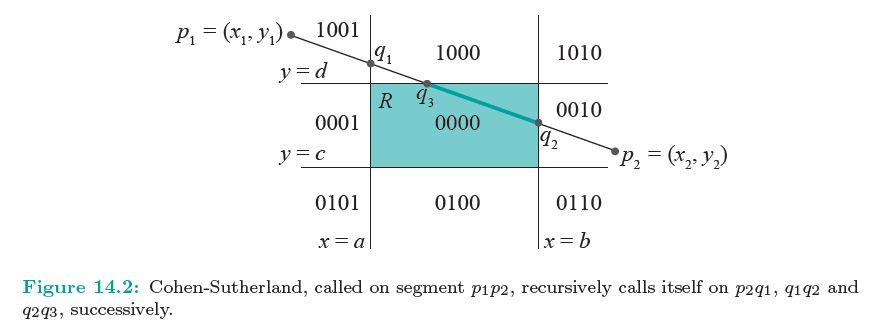 p₁ = (x₁, y₁) 1001
q₁ 1000 1010
y = d
R q₃ 0010
0001 0000
q₂
y = c p₂ = (x₂, y₂)
0101 0100 0110
x = a x = b
Figure 14.2: Cohen-Sutherland, called on segment p₁p₂, recursively calls itself on p₂q₁, q₁q₂ and
q₂q₃, successively.